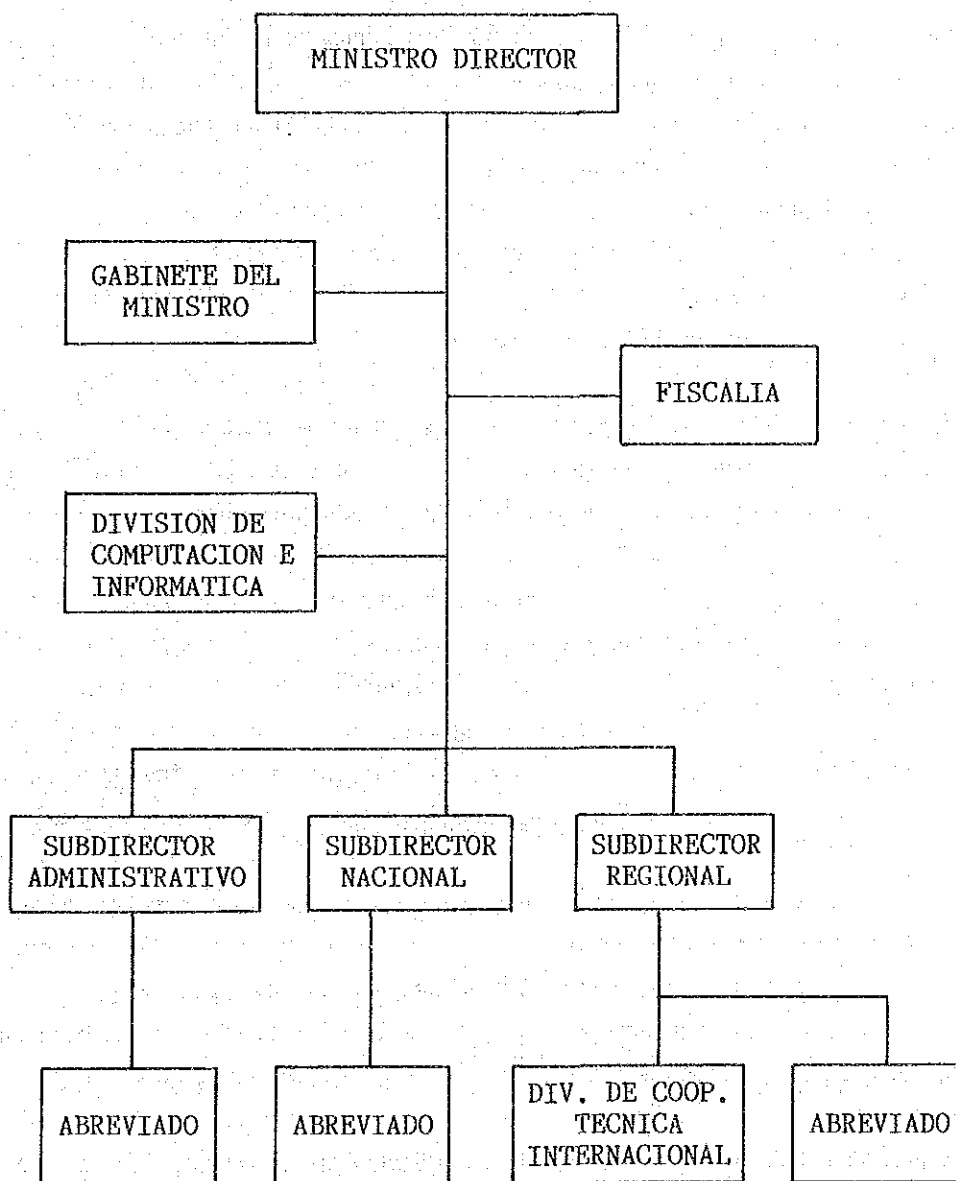 MINISTRO DIRECTOR
GABINETE DEL
MINISTRO
FISCALIA
DIVISION DE
COMPUTACION E
INFORMATICA
SUBDIRECTOR
ADMINISTRATIVO
SUBDIRECTOR
NACIONAL
SUBDIRECTOR
REGIONAL
ABREVIADO
ABREVIADO
DIV. DE COOP.
TECNICA
INTERNACIONAL
ABREVIADO